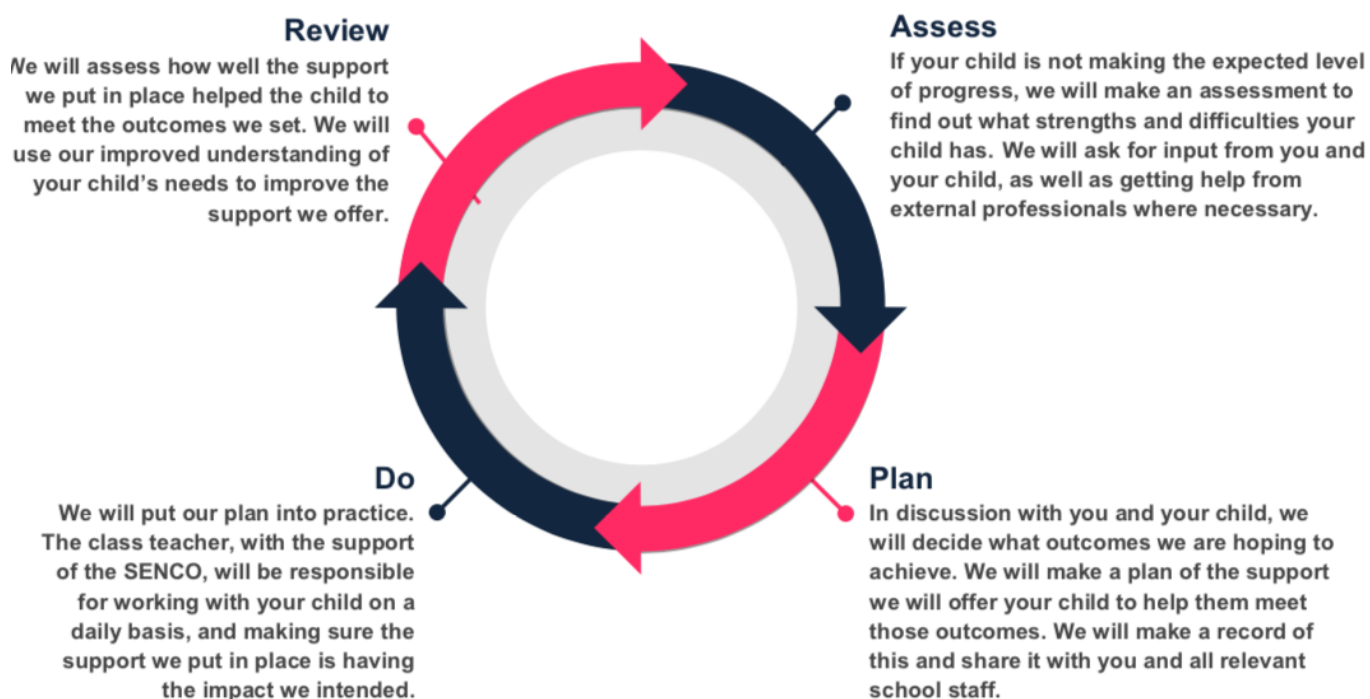 Review
We will assess how well the support
we put in place helped the child to
meet the outcomes we set. We will
use our improved understanding of
your child's needs to improve the
support we offer.
Assess
If your child is not making the expected level
of progress, we will make an assessment to
find out what strengths and difficulties your
child has. We will ask for input from you and
your child, as well as getting help from
external professionals where necessary.
Do
We will put our plan into practice.
The class teacher, with the support
of the SENCO, will be responsible
for working with your child on a
daily basis, and making sure the
support we put in place is having
the impact we intended.
Plan
In discussion with you and your child, we
will decide what outcomes we are hoping to
achieve. We will make a plan of the support
we will offer your child to help them meet
those outcomes. We will make a record of
this and share it with you and all relevant
school staff.